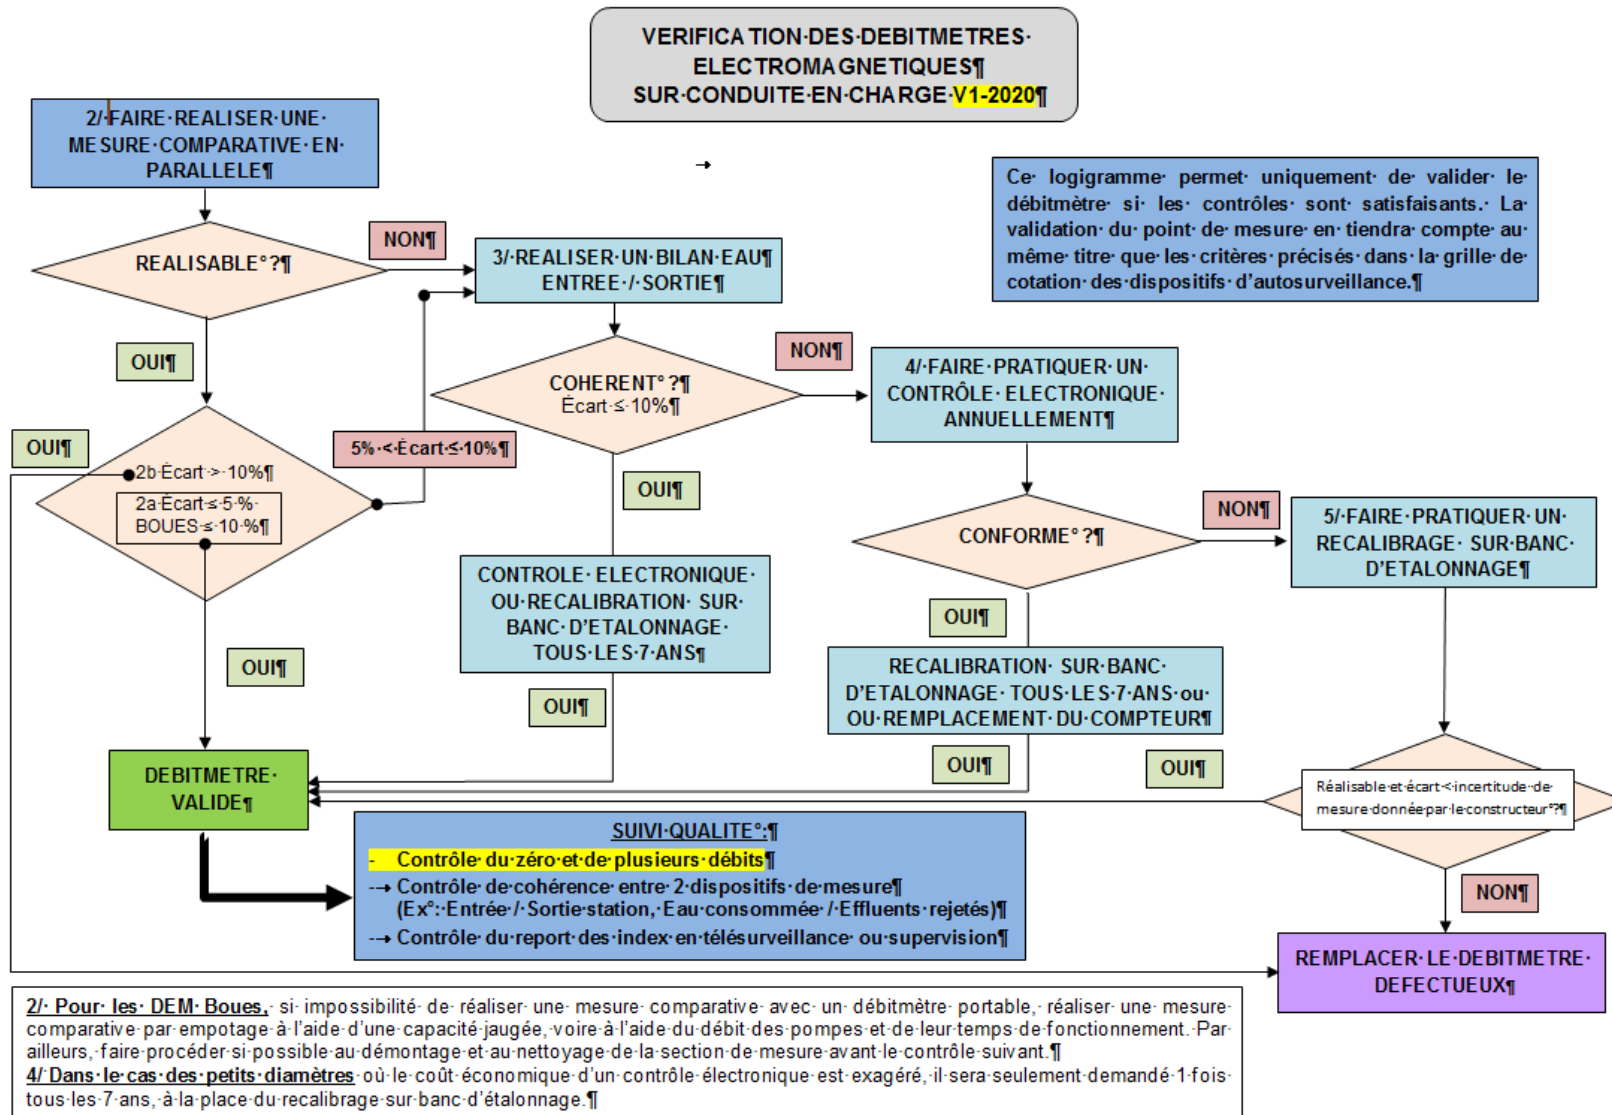 VERIFICATION DES DEBITMETRES
ELECTROMAGNETIQUES¶
SUR CONDUITE EN CHARGE V1-2020¶
2/ FAIRE REALISER UNE
MESURE COMPARATIVE EN
PARALLELE¶
Ce logigramme permet uniquement de valider le
débitmètre si les contrôles sont satisfaisants. La
validation du point de mesure en tiendra compte au
même titre que les critères précisés dans la grille de
cotation des dispositifs d'autosurveillance.¶
REALISABLE°?¶
NON¶
3/ REALISER UN BILAN EAU¶
ENTREE / SORTIE¶
OUI¶
COHERENT°?¶
Écart ≤ 10%¶
NON¶
4/ FAIRE PRATIQUER UN
CONTRÔLE ELECTRONIQUE
ANNUELLEMENT¶
OUI¶
2b Écart > 10%¶
2a Écart ≤ 5 %
BOUES ≤ 10 %¶
5% < Écart ≤ 10%¶
OUI¶
CONFORME°?¶
NON¶
5/ FAIRE PRATIQUER UN
RECALIBRAGE SUR BANC
D'ETALONNAGE¶
CONTROLE ELECTRONIQUE
OU RECALIBRATION SUR
BANC D'ETALONNAGE
TOUS LES 7 ANS¶
OUI¶
OUI¶
RECALIBRATION SUR BANC
D'ETALONNAGE TOUS LES 7 ANS ou
OU REMPLACEMENT DU COMPTEUR¶
OUI¶
OUI¶
OUI¶
DEBITMETRE
VALIDE¶
Réalisable et écart < incertitude de
mesure donnée par le constructeur°?¶
SUIVI QUALITE°:¶
- Contrôle du zéro et de plusieurs débits¶
- → Contrôle de cohérence entre 2 dispositifs de mesure¶
(Ex°: Entrée / Sortie station, Eau consommée / Effluents rejetés)¶
- → Contrôle du report des index en télésurveillance ou supervision¶
NON¶
REMPLACER LE DEBITMETRE
DEFECTUEUX¶
2/ Pour les DEM Boues, si impossibilité de réaliser une mesure comparative avec un débitmètre portable, réaliser une mesure
comparative par empotage à l'aide d'une capacité jaugée, voire à l'aide du débit des pompes et de leur temps de fonctionnement. Par
ailleurs, faire procéder si possible au démontage et au nettoyage de la section de mesure avant le contrôle suivant.¶
4/ Dans le cas des petits diamètres où le coût économique d'un contrôle électronique est exagéré, il sera seulement demandé 1 fois
tous les 7 ans, à la place du recalibrage sur banc d'étalonnage.¶